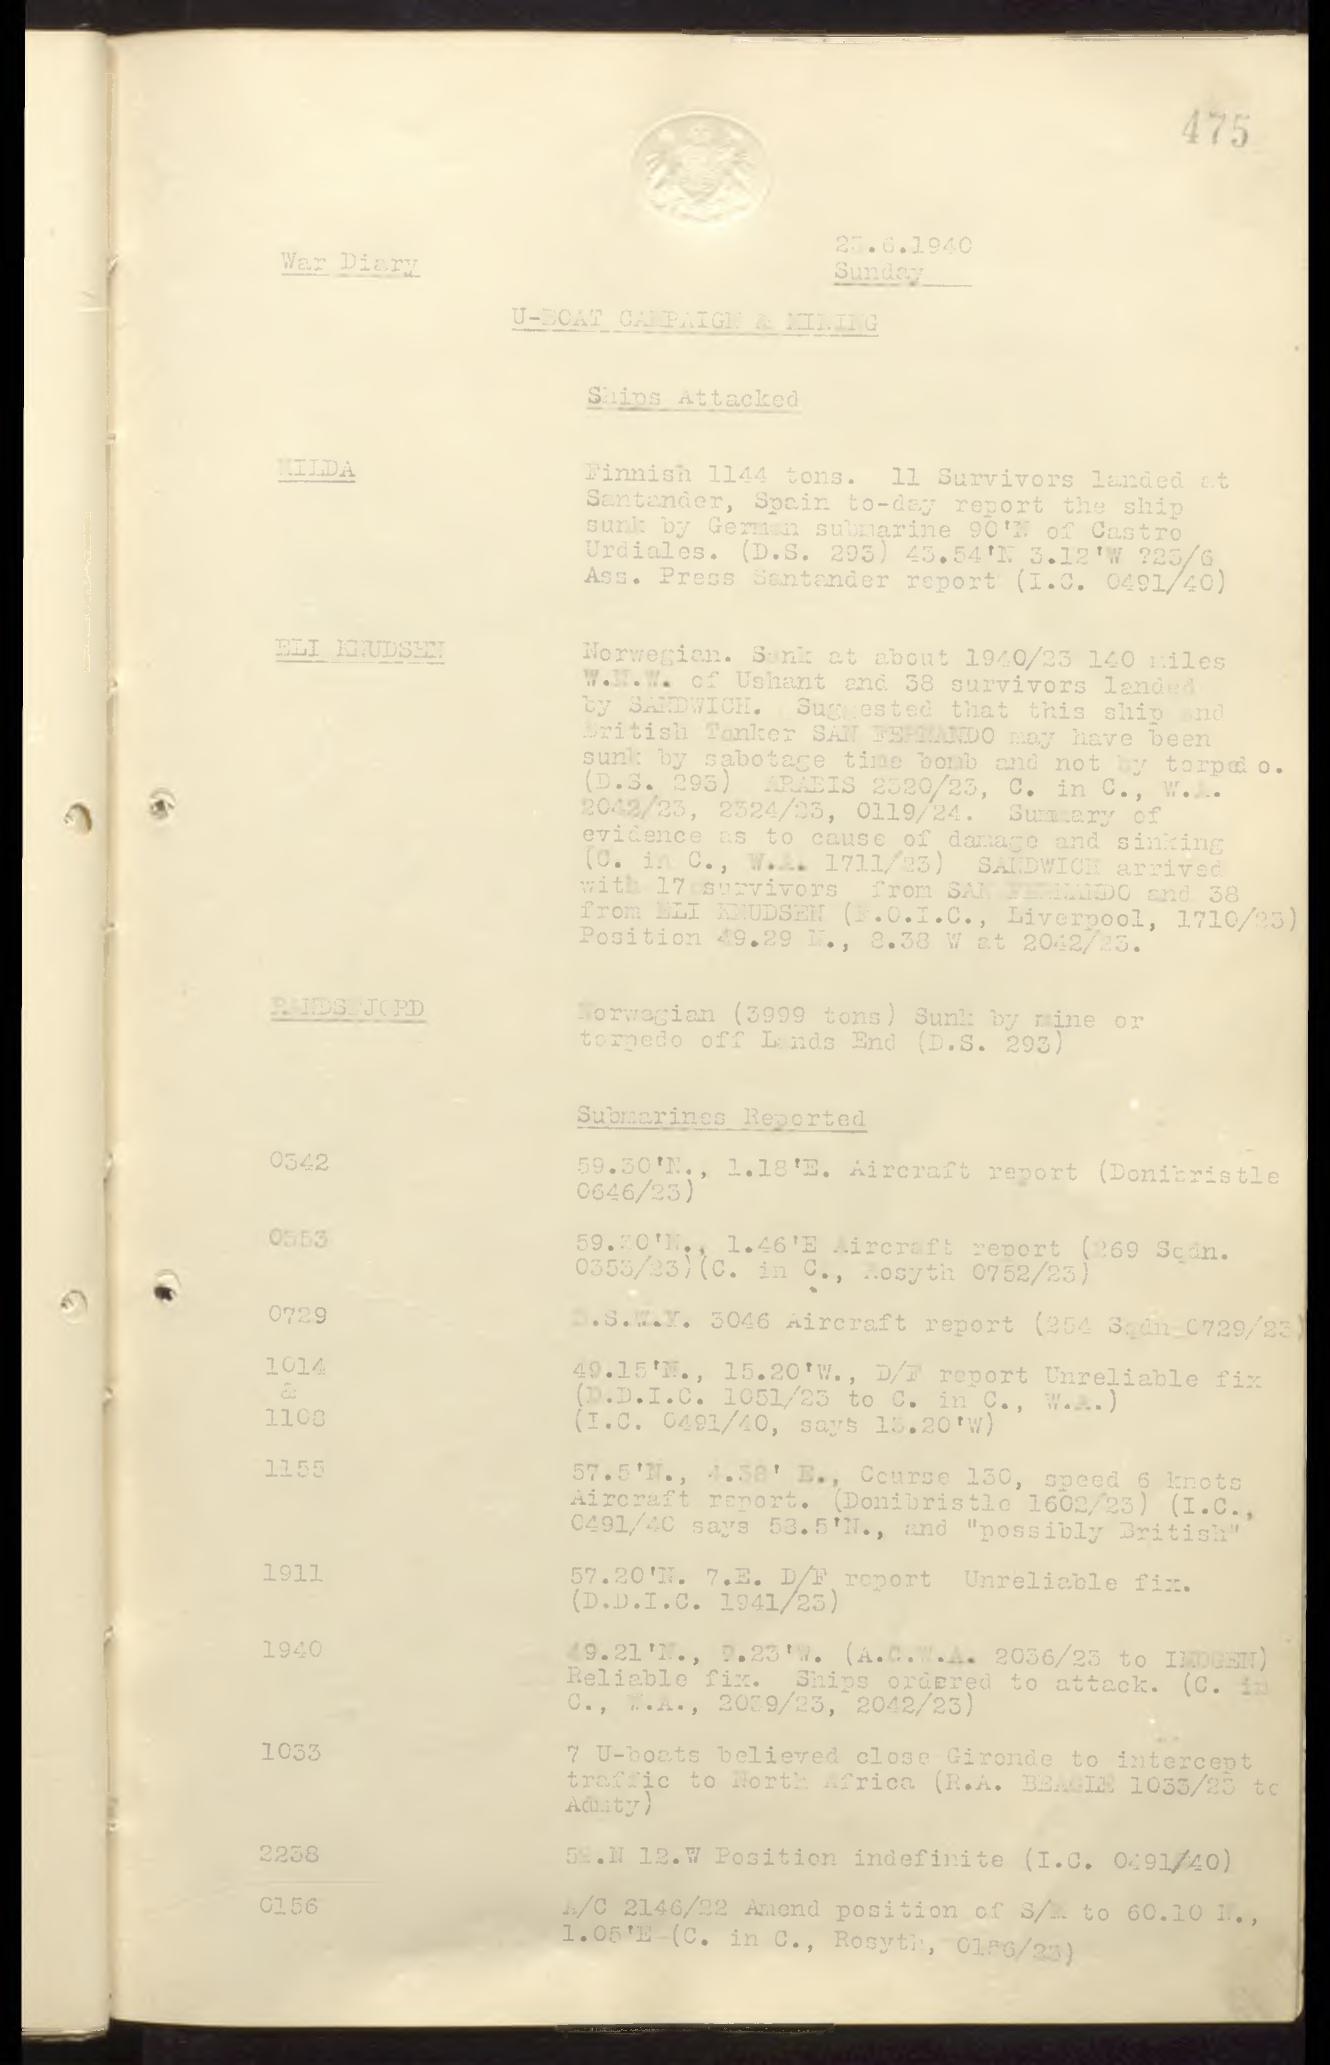 475
War Diary
23.6.1940
Sunday
U-BOAT CAMPAIGN & MINING
Ships Attacked
HILDA
Finnish 1144 tons. 11 Survivors landed at
Santander, Spain to-day report the ship
sunk by German submarine 90'N of Castro
Urdiales. (D.S. 293) 43.54'N 3.12'W ?23/6
Ass. Press Santander report (I.C. 0491/40)
ELI KNUDSEN
Norwegian. Sunk at about 1940/23 140 miles
W.N.W. of Ushant and 38 survivors landed
by SANDWICH. Suggested that this ship and
British Tanker SAN FERNANDO may have been
sunk by sabotage time bomb and not by torped o.
(D.S. 293) ARABIS 2320/23, C. in C., W.A.
2042/23, 2324/23, 0119/24. Summary of
evidence as to cause of damage and sinking
(C. in C., W.A. 1711/23) SANDWICH arrived
with 17 survivors from SAN FERNANDO and 38
from ELI KNUDSEN (F.O.I.C., Liverpool, 1710/23)
Position 49.29 N., 8.38 W at 2042/23.
RANDSFJORD
Norwegian (3999 tons) Sunk by mine or
torpedo off Lands End (D.S. 293)
Submarines Reported
0342
59.30'N., 1.18'E. Aircraft report (Donibristle
0646/23)
0353
59.30'N., 1.46'E Aircraft report (269 Sqdn.
0353/23)(C. in C., Rosyth 0752/23)
0729
.S.W.Y. 3046 Aircraft report (254 Sqdn 0729/23)
1014
&
1108
49.15'N., 15.20'W., D/F report Unreliable fix
(D.D.I.C. 1051/23 to C. in C., W.A.)
(I.C. 0491/40, says 13.20'W)
1155
57.5'N., 4.38' E., Course 130, speed 6 knots
Aircraft report. (Donibristle 1602/23) (I.C.,
0491/40 says 58.5'N., and "possibly British"
1911
57.20'N. 7.E. D/F report Unreliable fix.
(D.D.I.C. 1941/23)
1940
49.21'N., 9.23'W. (A.C.W.A. 2036/23 to IMOGEN)
Reliable fix. Ships ordered to attack. (C. in
C., W.A., 2039/23, 2042/23)
1033
7 U-boats believed close Gironde to intercept
traffic to North Africa (R.A. BEAGLE 1033/23 to
Admty)
2238
.N 12.W Position indefinite (I.C. 0491/40)
0156
A/C 2146/22 Amend position of S/M to 60.10 N.,
1.05'E (C. in C., Rosyth, 0156/23)